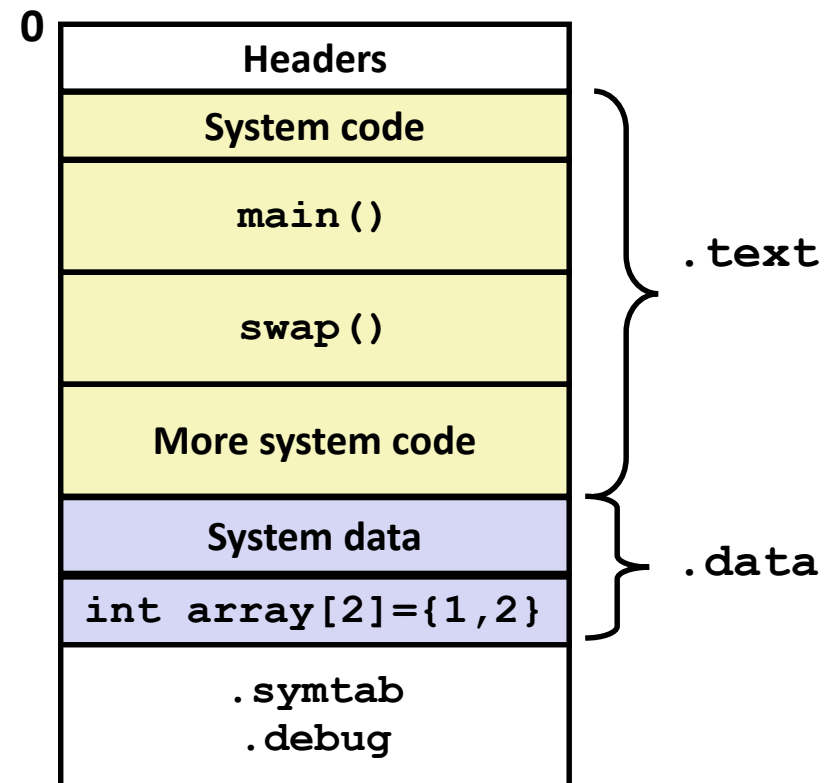 0
Headers
System code
main()
swap()
More system code
.text
System data
.data
int array[2]={1,2}
.symtab
.debug